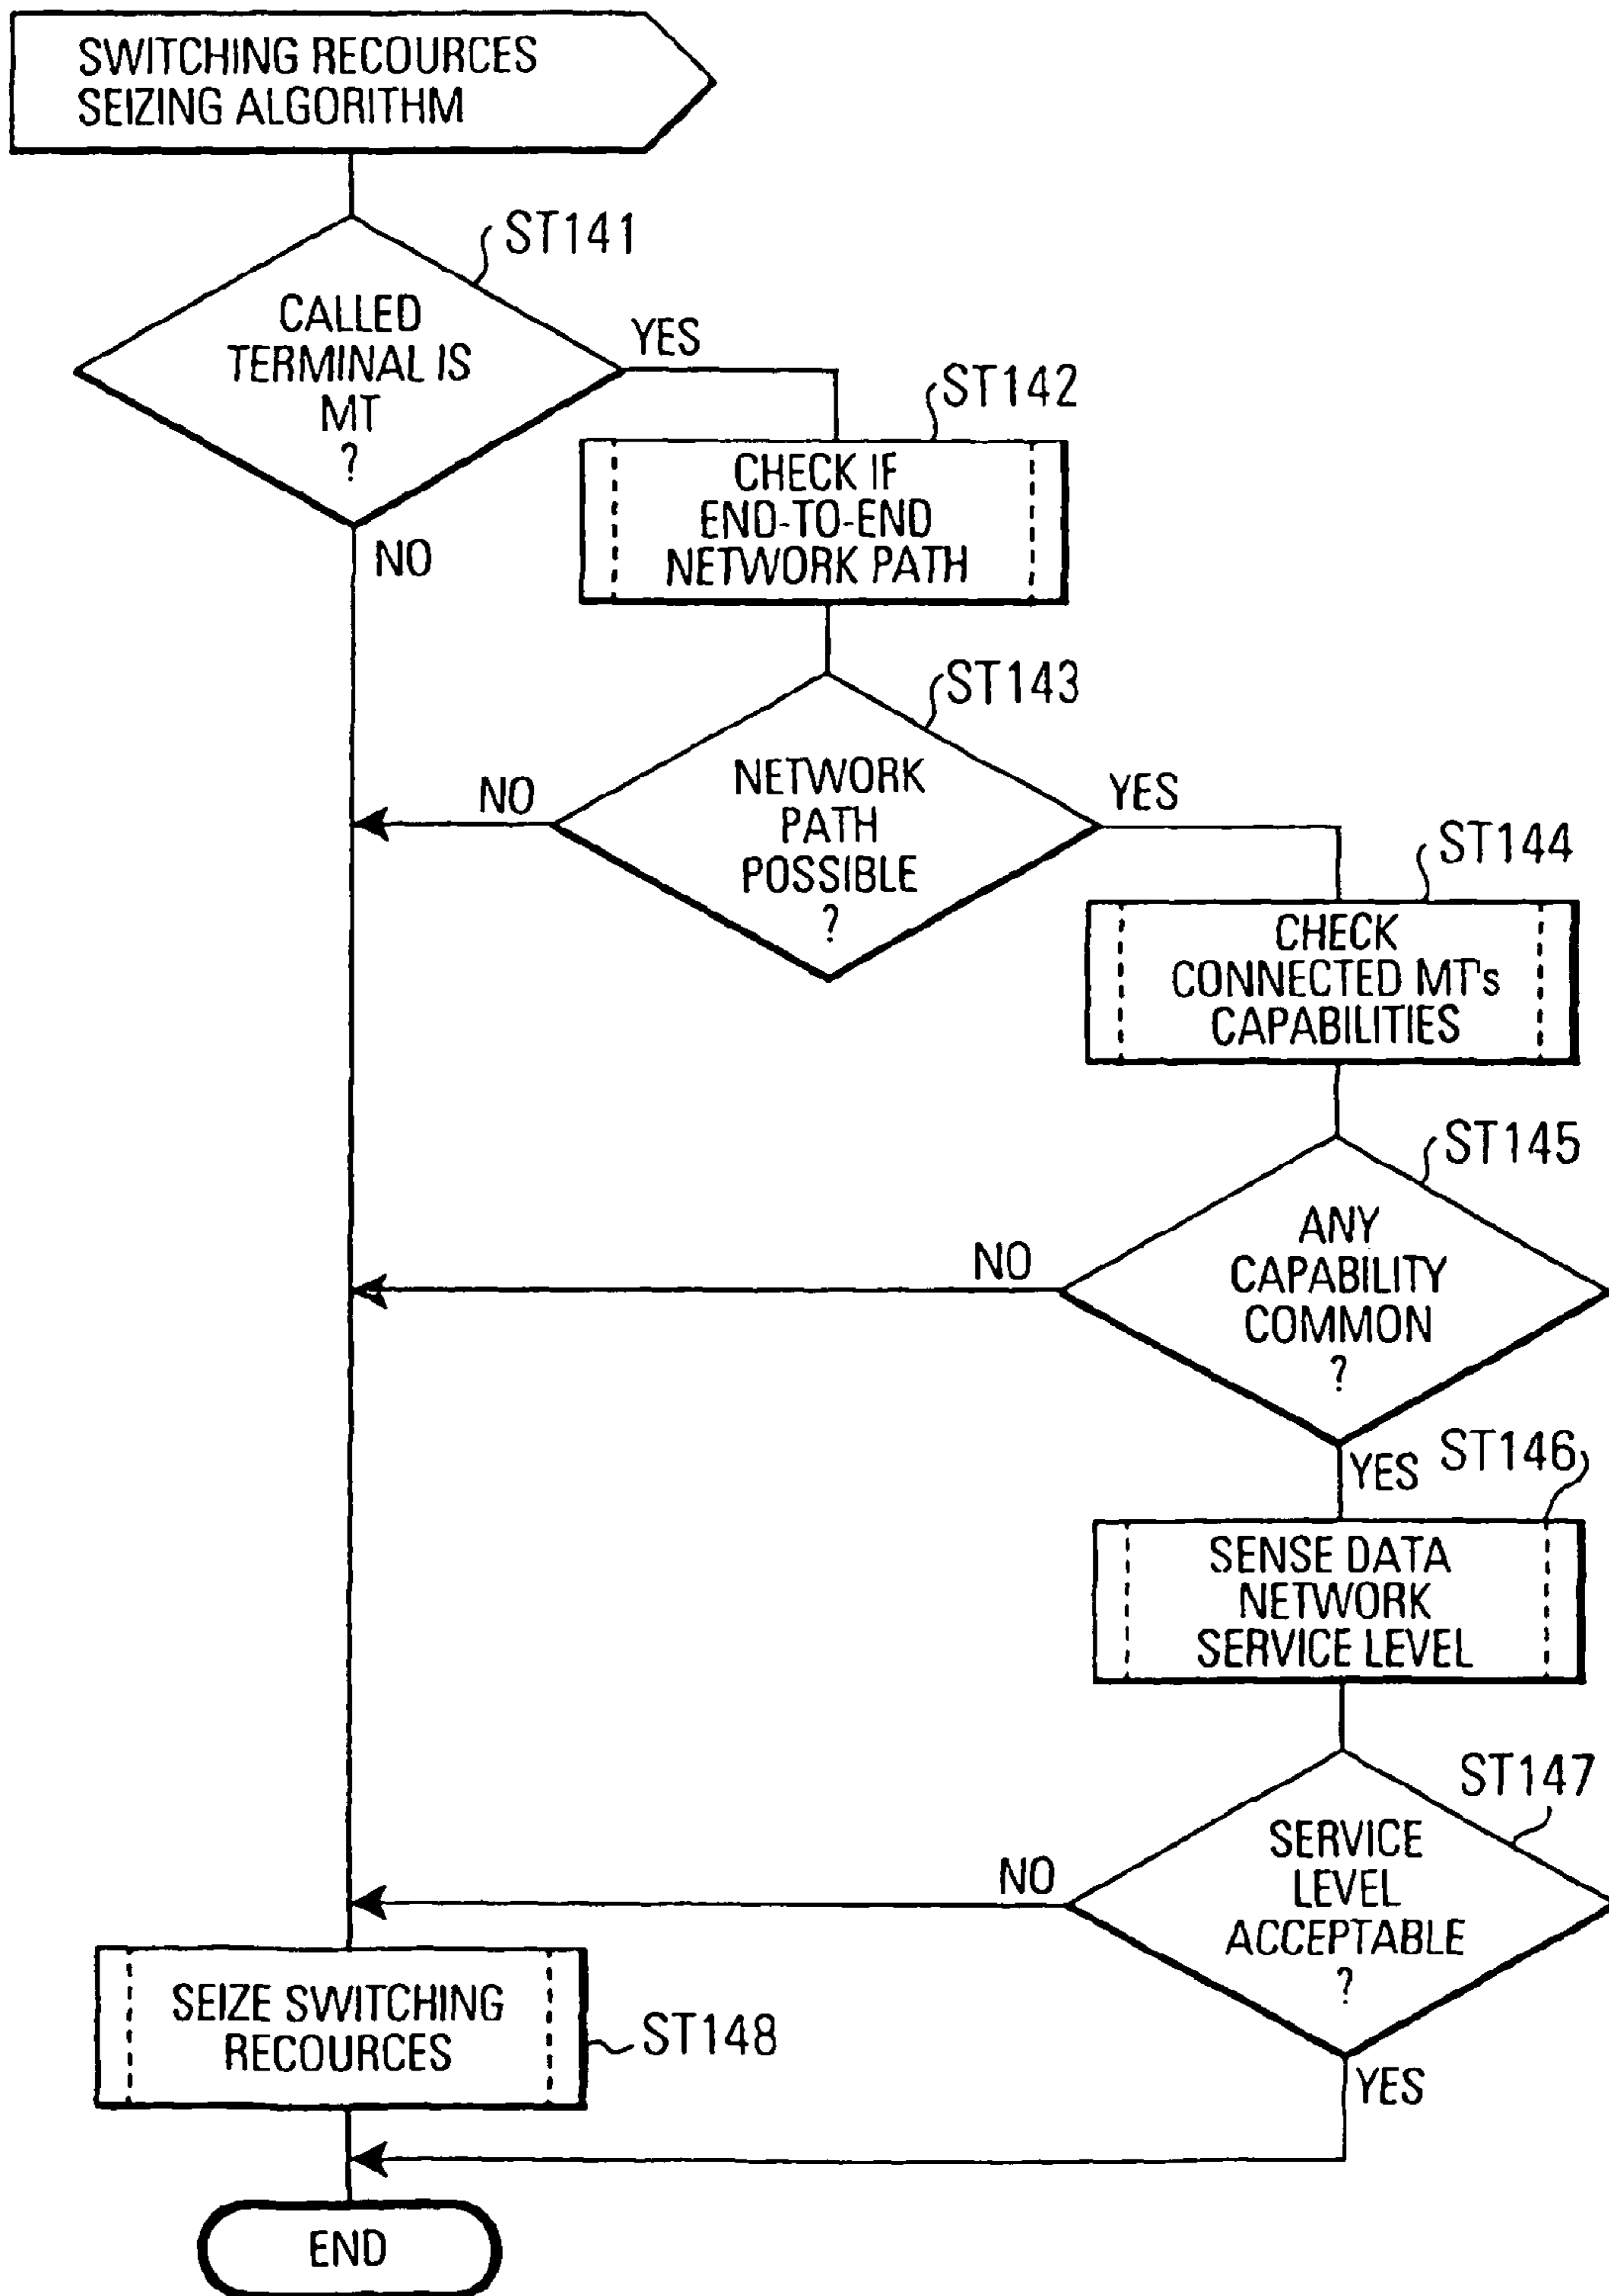 SWITCHING RECOURCES
SEIZING ALGORITHM
ST141
CALLED
TERMINAL IS
MT
?
YES
NO
ST142
CHECK IF
END-TO-END
NETWORK PATH
ST143
NETWORK
PATH
POSSIBLE
?
NO
YES
ST144
CHECK
CONNECTED MT's
CAPABILITIES
ST145
ANY
CAPABILITY
COMMON
?
NO
YES
ST146
SENSE DATA
NETWORK
SERVICE LEVEL
ST147
SERVICE
LEVEL
ACCEPTABLE
?
NO
YES
SEIZE SWITCHING
RECOURCES
ST148
END